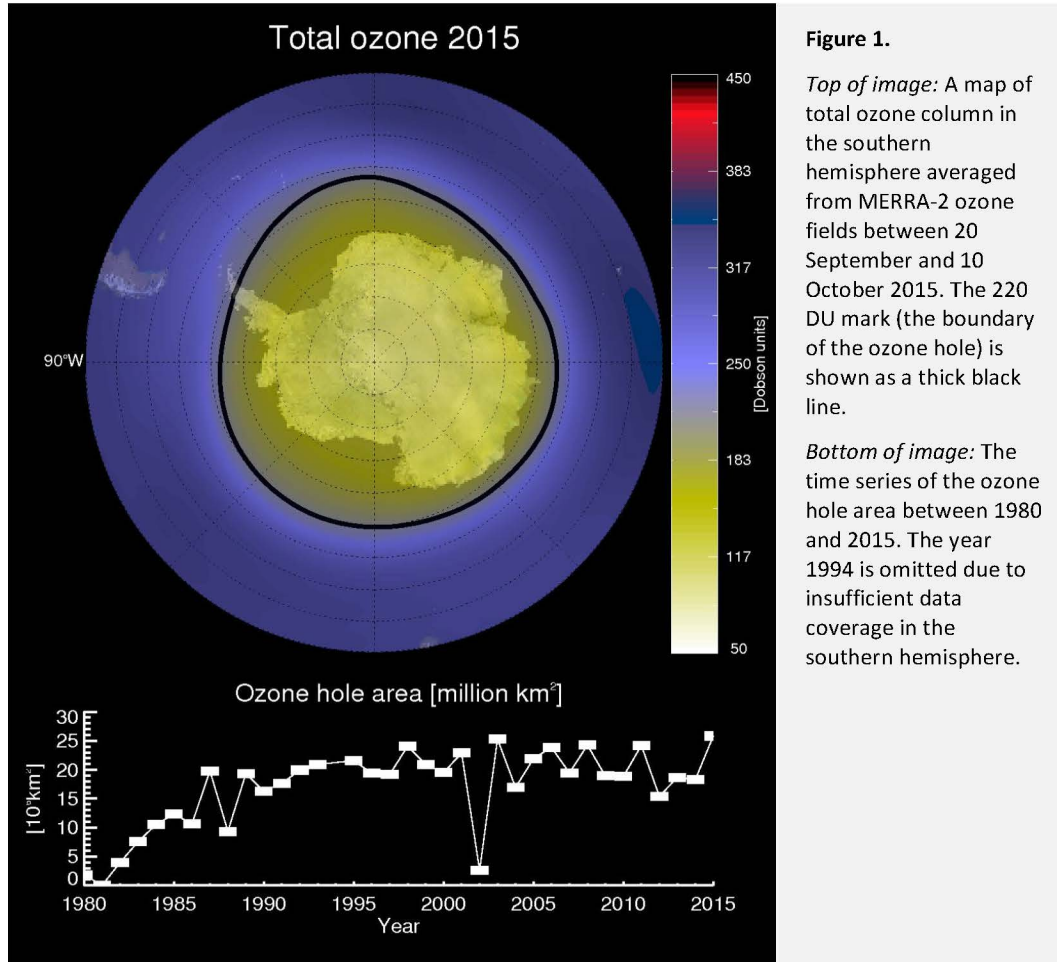 Total ozone 2015
90°W
450
383
317
250
183
117
50
[Dobson units]
Ozone hole area [million km²]
[10⁶km²]
30
25
20
15
10
5
0
1980 1985 1990 1995 2000 2005 2010 2015
Year
Figure 1.
Top of image: A map of
total ozone column in
the southern
hemisphere averaged
from MERRA-2 ozone
fields between 20
September and 10
October 2015. The 220
DU mark (the boundary
of the ozone hole) is
shown as a thick black
line.
Bottom of image: The
time series of the ozone
hole area between 1980
and 2015. The year
1994 is omitted due to
insufficient data
coverage in the
southern hemisphere.